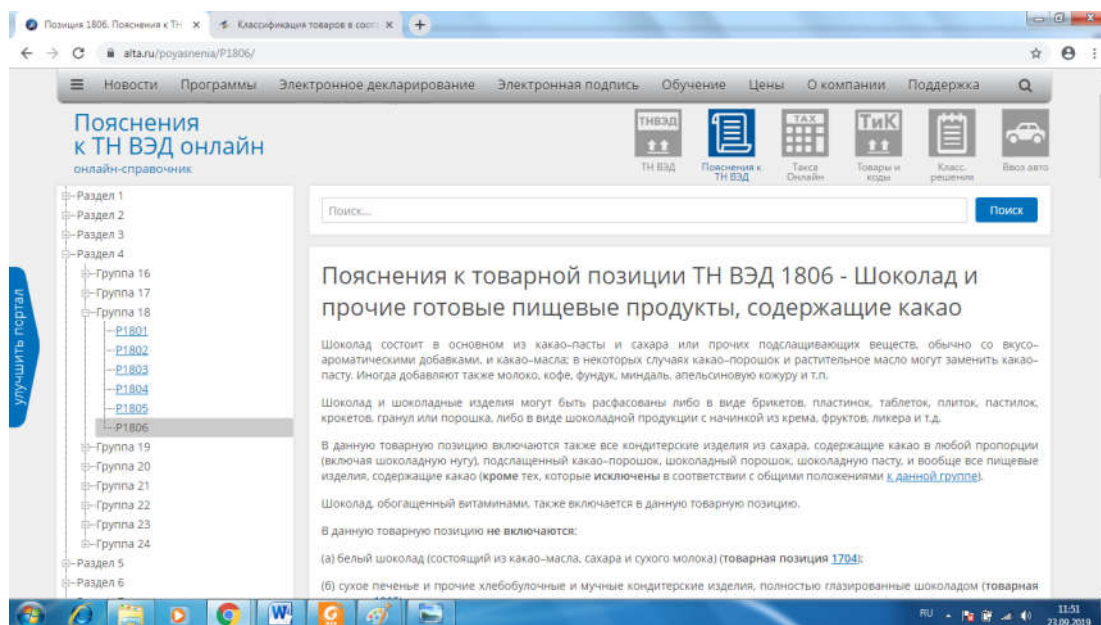 Позиция 1806. Пояснения к ТН
Классификация товаров в соот
alta.ru/poyasnenia/P1806/
Новости Программы Электронное декларирование Электронная подпись Обучение Цены О компании Поддержка
Пояснения
к ТН ВЭД онлайн
онлайн-справочник
ТНВЭД
TAX
ТиК
ТН ВЭД
Пояснения к
ТН ВЭД
Такса
Онлайн
Товары и
коды
Класс.
решения
Ввоз авто
улучшить портал
Раздел 1
Раздел 2
Раздел 3
Раздел 4
Группа 16
Группа 17
Группа 18
P1801
P1802
P1803
P1804
P1805
P1806
Группа 19
Группа 20
Группа 21
Группа 22
Группа 23
Группа 24
Раздел 5
Раздел 6
Поиск...
Поиск
Пояснения к товарной позиции ТН ВЭД 1806 - Шоколад и
прочие готовые пищевые продукты, содержащие какао
Шоколад состоит в основном из какао-пасты и сахара или прочих подслащивающих веществ, обычно со вкусо-
ароматическими добавками, и какао-масла; в некоторых случаях какао-порошок и растительное масло могут заменить какао-
пасту. Иногда добавляют также молоко, кофе, фундук, миндаль, апельсиновую кожуру и т.п.
Шоколад и шоколадные изделия могут быть расфасованы либо в виде брикетов, пластинок, таблеток, плиток, пастилок,
крокетов, гранул или порошка, либо в виде шоколадной продукции с начинкой из крема, фруктов, ликера и т.д.
В данную товарную позицию включаются также все кондитерские изделия из сахара, содержащие какао в любой пропорции
(включая шоколадную нугу), подслащенный какао-порошок, шоколадный порошок, шоколадную пасту, и вообще все пищевые
изделия, содержащие какао (кроме тех, которые исключены в соответствии с общими положениями к данной группе).
Шоколад, обогащенный витаминами, также включается в данную товарную позицию.
В данную товарную позицию не включаются:
(а) белый шоколад (состоящий из какао-масла, сахара и сухого молока) (товарная позиция 1704);
(б) сухое печенье и прочие хлебобулочные и мучные кондитерские изделия, полностью глазированные шоколадом (товарная
RU
11:51
23.09.2019